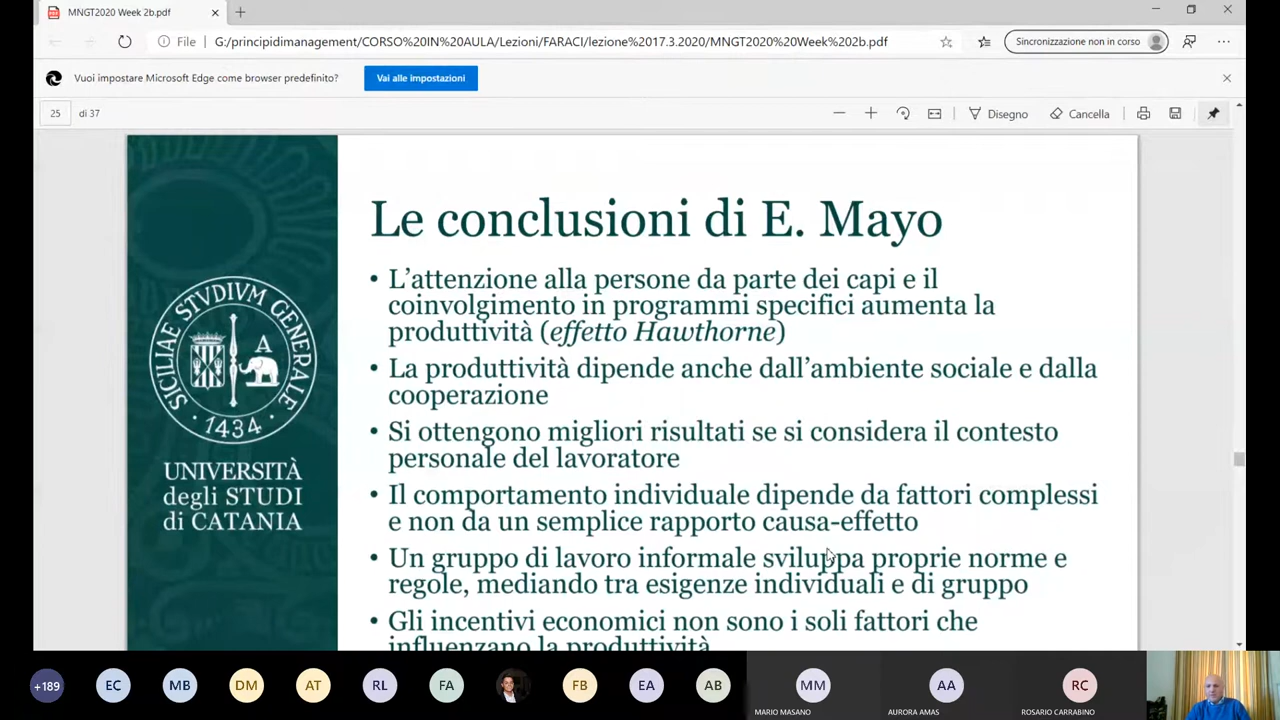 MNGT2020 Week 2b.pdf
File
G:/principidimanagement/CORSO%20IN%20AULA/Lezioni/FARACI/lezione%2017.3.2020/MNGT2020%20Week%202b.pdf
Sincronizzazione non in corso
Vuoi impostare Microsoft Edge come browser predefinito?
Vai alle impostazioni
25 di 37
Disegno
Cancella
Le conclusioni di E. Mayo
• L'attenzione alla persone da parte dei capi e il
coinvolgimento in programmi specifici aumenta la
produttività (effetto Hawthorne)
• La produttività dipende anche dall'ambiente sociale e dalla
cooperazione
• Si ottengono migliori risultati se si considera il contesto
personale del lavoratore
• Il comportamento individuale dipende da fattori complessi
e non da un semplice rapporto causa-effetto
• Un gruppo di lavoro informale sviluppa proprie norme e
regole, mediando tra esigenze individuali e di gruppo
• Gli incentivi economici non sono i soli fattori che
influenzano la produttività
SICILIAE STVDIVM GENERALE
A
1434
UNIVERSITÀ
degli STUDI
di CATANIA
+189
EC
MB
DM
AT
RL
FA
FB
EA
AB
MM
AA
RC
MARIO MASANO
AURORA AMAS
ROSARIO CARRABINO